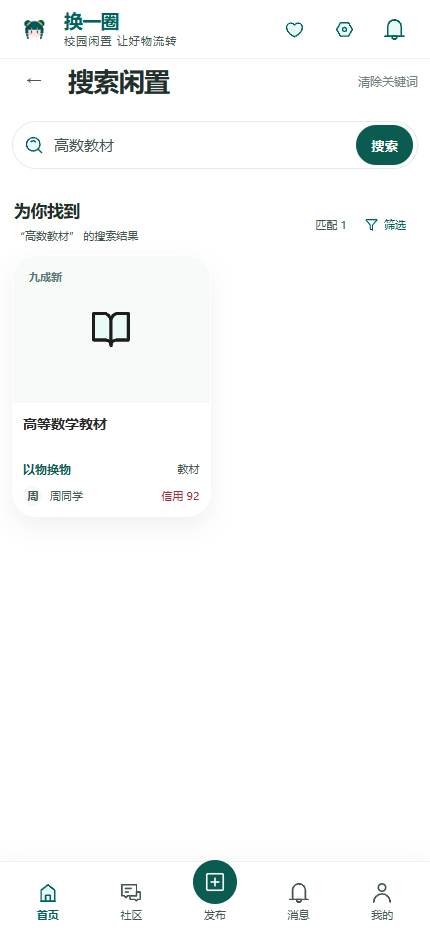 换一圈
校园闲置 让好物流转
← 搜索闲置 清除关键词
高数教材 搜索
为你找到
“高数教材” 的搜索结果
匹配 1 筛选
九成新
高等数学教材
以物换物 教材
周 周同学 信用 92
首页 社区 发布 消息 我的